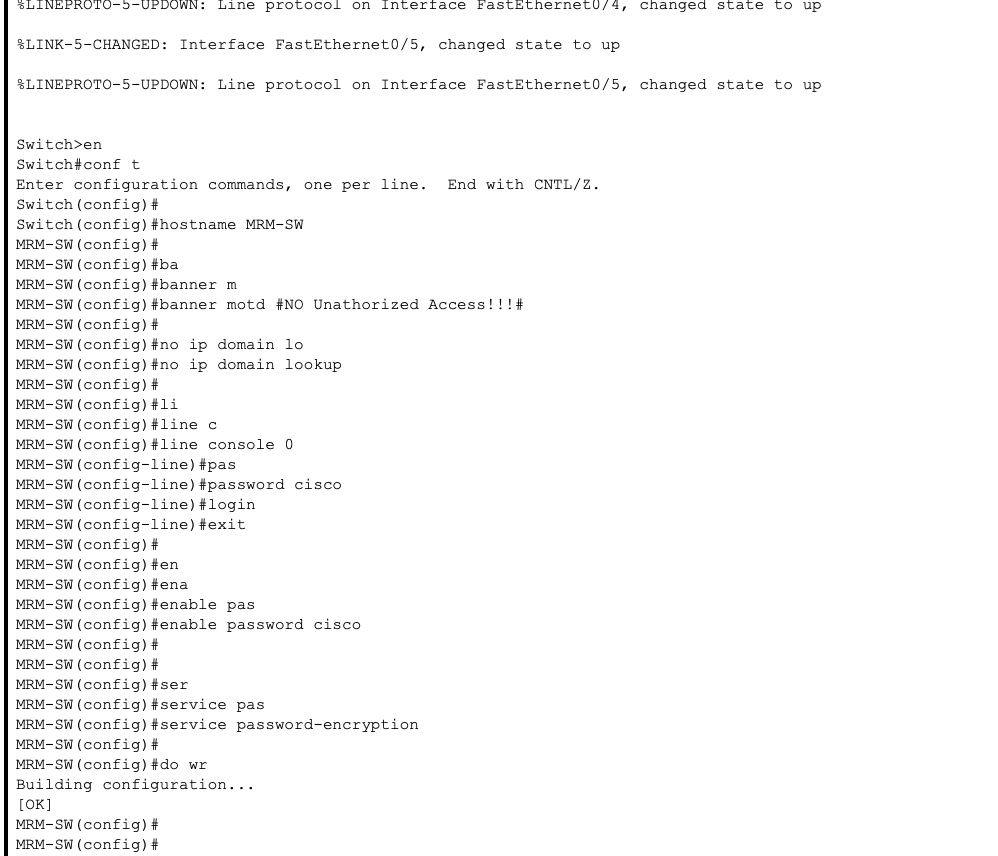 %LINEPROTO-5-UPDOWN: Line protocol on Interface FastEthernet0/4, changed state to up
%LINK-5-CHANGED: Interface FastEthernet0/5, changed state to up
%LINEPROTO-5-UPDOWN: Line protocol on Interface FastEthernet0/5, changed state to up
Switch>en
Switch#conf t
Enter configuration commands, one per line.  End with CNTL/Z.
Switch(config)#
Switch(config)#hostname MRM-SW
MRM-SW(config)#
MRM-SW(config)#ba
MRM-SW(config)#banner m
MRM-SW(config)#banner motd #NO Unathorized Access!!!#
MRM-SW(config)#
MRM-SW(config)#no ip domain lo
MRM-SW(config)#no ip domain lookup
MRM-SW(config)#
MRM-SW(config)#li
MRM-SW(config)#line c
MRM-SW(config)#line console 0
MRM-SW(config-line)#pas
MRM-SW(config-line)#password cisco
MRM-SW(config-line)#login
MRM-SW(config-line)#exit
MRM-SW(config)#
MRM-SW(config)#en
MRM-SW(config)#ena
MRM-SW(config)#enable pas
MRM-SW(config)#enable password cisco
MRM-SW(config)#
MRM-SW(config)#
MRM-SW(config)#ser
MRM-SW(config)#service pas
MRM-SW(config)#service password-encryption
MRM-SW(config)#
MRM-SW(config)#do wr
Building configuration...
[OK]
MRM-SW(config)#
MRM-SW(config)#